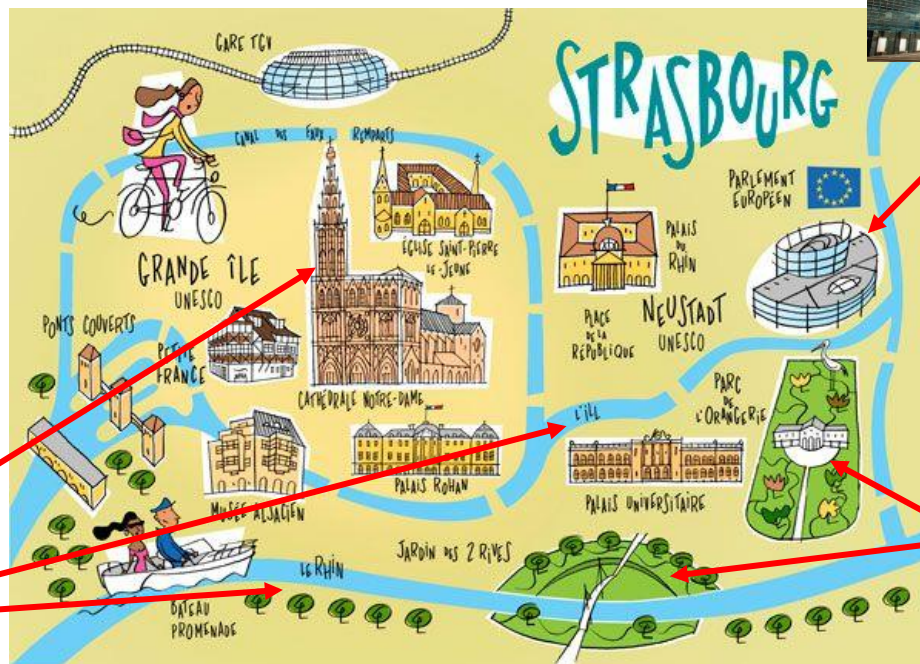 GARE TGV
STRASBOURG
CANAL DES FAUX REMPARTS
PARLEMENT
EUROPÉEN
ÉGLISE SAINT-PIERRE
LE-JEUNE
PALAIS
DU
RHIN
GRANDE ÎLE
UNESCO
NEUSTADT
UNESCO
PLACE
DE LA
RÉPUBLIQUE
PONTS COUVERTS
PETITE
FRANCE
CATHÉDRALE NOTRE-DAME
PARC
DE
L'ORANGERIE
L'ILL
PALAIS ROHAN
PALAIS UNIVERSITAIRE
MUSÉE ALSACIEN
JARDIN DES 2 RIVES
LE RHIN
BATEAU
PROMENADE